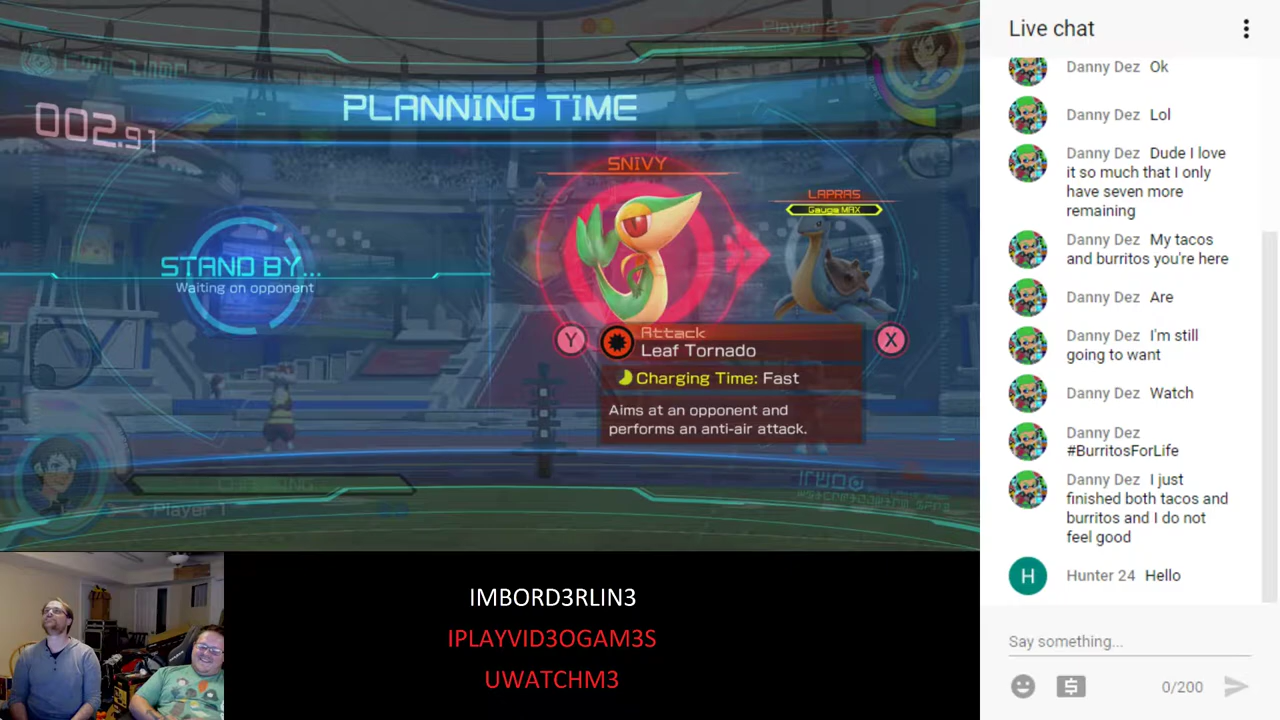 Player 2
002.91
PLANNING TIME
SNIVY
LAPRAS
Gauge MAX
STAND BY...
Waiting on opponent
Y
X
Attack
Leaf Tornado
Charging Time: Fast
Aims at an opponent and
performs an anti-air attack.
Player 1
IMBORD3RLIN3
IPLAYVID3OGAM3S
UWATCHM3
Live chat
Danny Dez Ok
Danny Dez Lol
Danny Dez Dude I love
it so much that I only
have seven more
remaining
Danny Dez My tacos
and burritos you're here
Danny Dez Are
Danny Dez I'm still
going to want
Danny Dez Watch
Danny Dez
#BurritosForLife
Danny Dez I just
finished both tacos and
burritos and I do not
feel good
H
Hunter 24 Hello
Say something...
0/200